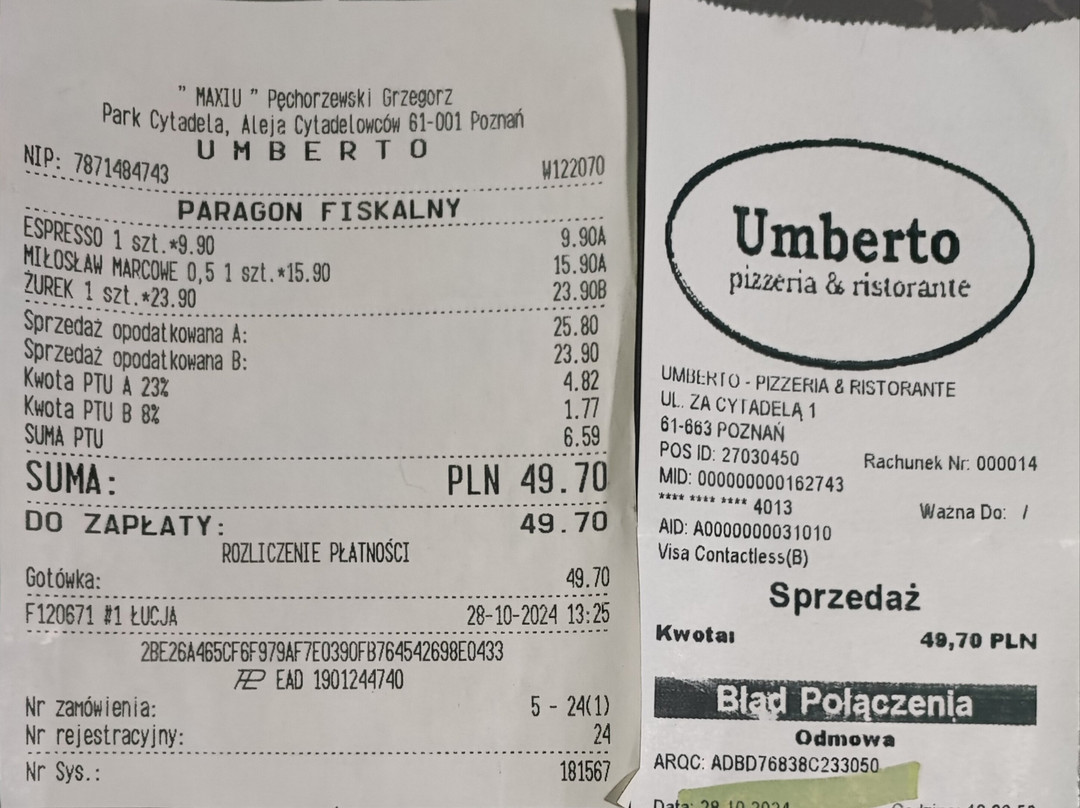 " MAXIU " Pęchorzewski Grzegorz
Park Cytadela, Aleja Cytadelowców 61-001 Poznań
UMBERTO
NIP: 7871484743 W122070
PARAGON FISKALNY
ESPRESSO 1 szt.*9.90 9.90A
MIŁOSŁAW MARCOWE 0,5 1 szt.*15.90 15.90A
ŻUREK 1 szt.*23.90 23.90B
Sprzedaż opodatkowana A: 25.80
Sprzedaż opodatkowana B: 23.90
Kwota PTU A 23% 4.82
Kwota PTU B 8% 1.77
SUMA PTU 6.59
SUMA: PLN 49.70
DO ZAPŁATY: 49.70
ROZLICZENIE PŁATNOŚCI
Gotówka: 49.70
F120671 #1 ŁUCJA 28-10-2024 13:25
2BE26A465CF6F979AF7E0390FB764542698E0433
EAD 1901244740
Nr zamówienia: 5 - 24(1)
Nr rejestracyjny: 24
Nr Sys.: 181567
Umberto
pizzeria & ristorante
UMBERTO - PIZZERIA & RISTORANTE
UL. ZA CYTADELĄ 1
61-663 POZNAŃ
POS ID: 27030450 Rachunek Nr: 000014
MID: 000000000162743
**** **** **** 4013 Ważna Do: /
AID: A0000000031010
Visa Contactless(B)
Sprzedaż
Kwota: 49,70 PLN
Błąd Połączenia
Odmowa
ARQC: ADBD76838C233050
Data: 28.10.2024